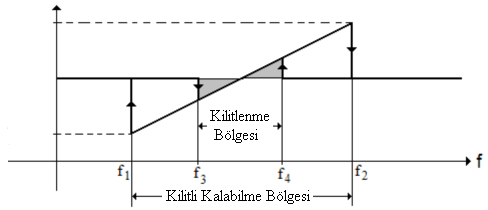 Kilitlenme
Bölgesi
f
f1 f3 f4 f2
Kilitli Kalabilme Bölgesi